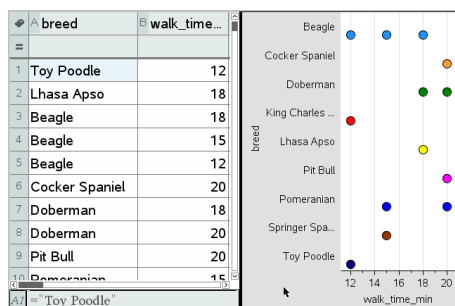 A breed B walk_time...
=
1 Toy Poodle 12
2 Lhasa Apso 18
3 Beagle 18
4 Beagle 15
5 Beagle 12
6 Cocker Spaniel 20
7 Doberman 18
8 Doberman 20
9 Pit Bull 20
10 Pomeranian 15
A1 ="Toy Poodle"
breed
Beagle
Cocker Spaniel
Doberman
King Charles ...
Lhasa Apso
Pit Bull
Pomeranian
Springer Spa...
Toy Poodle
12 14 16 18 20
walk_time_min